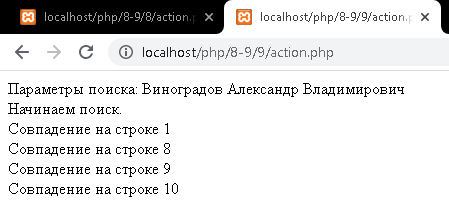 localhost/php/8-9/8/action.p
localhost/php/8-9/9/action.p
localhost/php/8-9/9/action.php
Параметры поиска: Виноградов Александр Владимирович
Начинаем поиск.
Совпадение на строке 1
Совпадение на строке 8
Совпадение на строке 9
Совпадение на строке 10